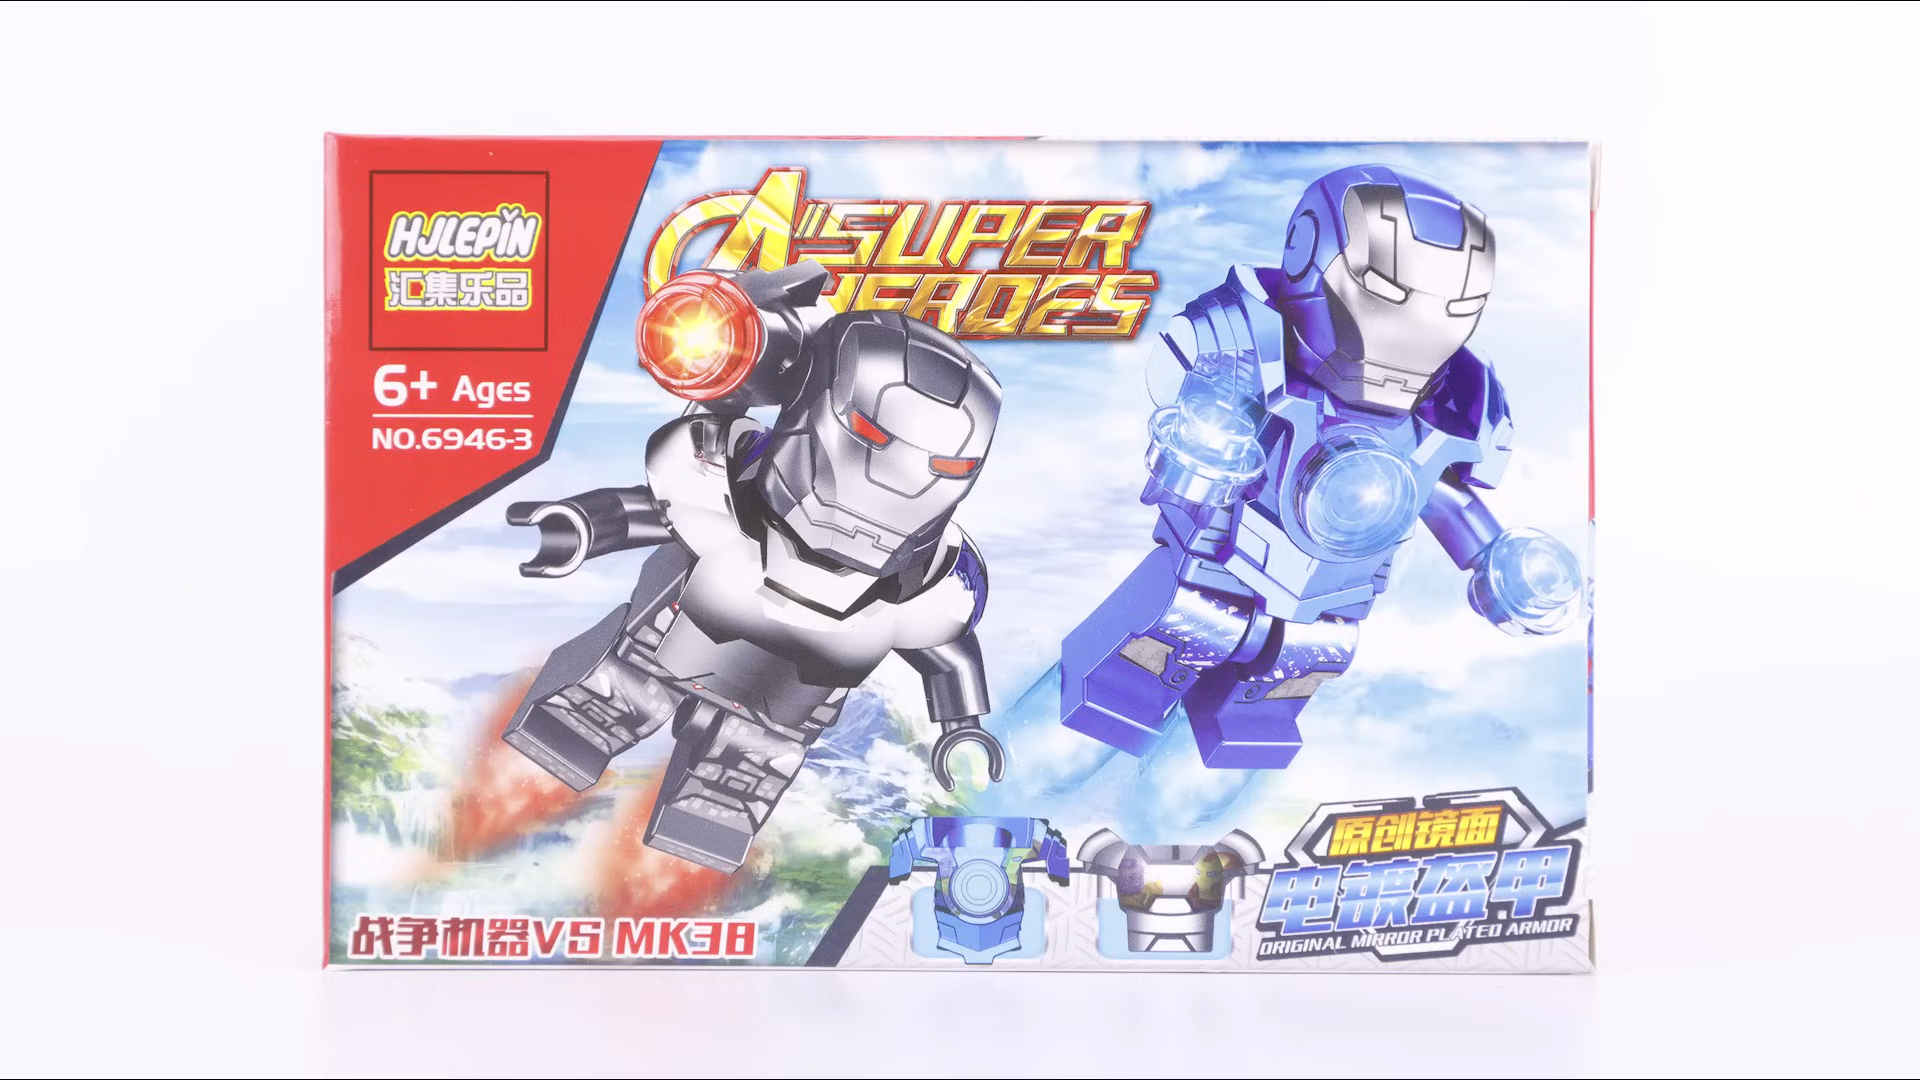 HJLEPIN
汇集乐品
6+ Ages
NO.6946-3
SUPER
HEROES
战争机器VS MK38
原创镜面
电镀盔甲
ORIGINAL MIRROR PLATED ARMOR